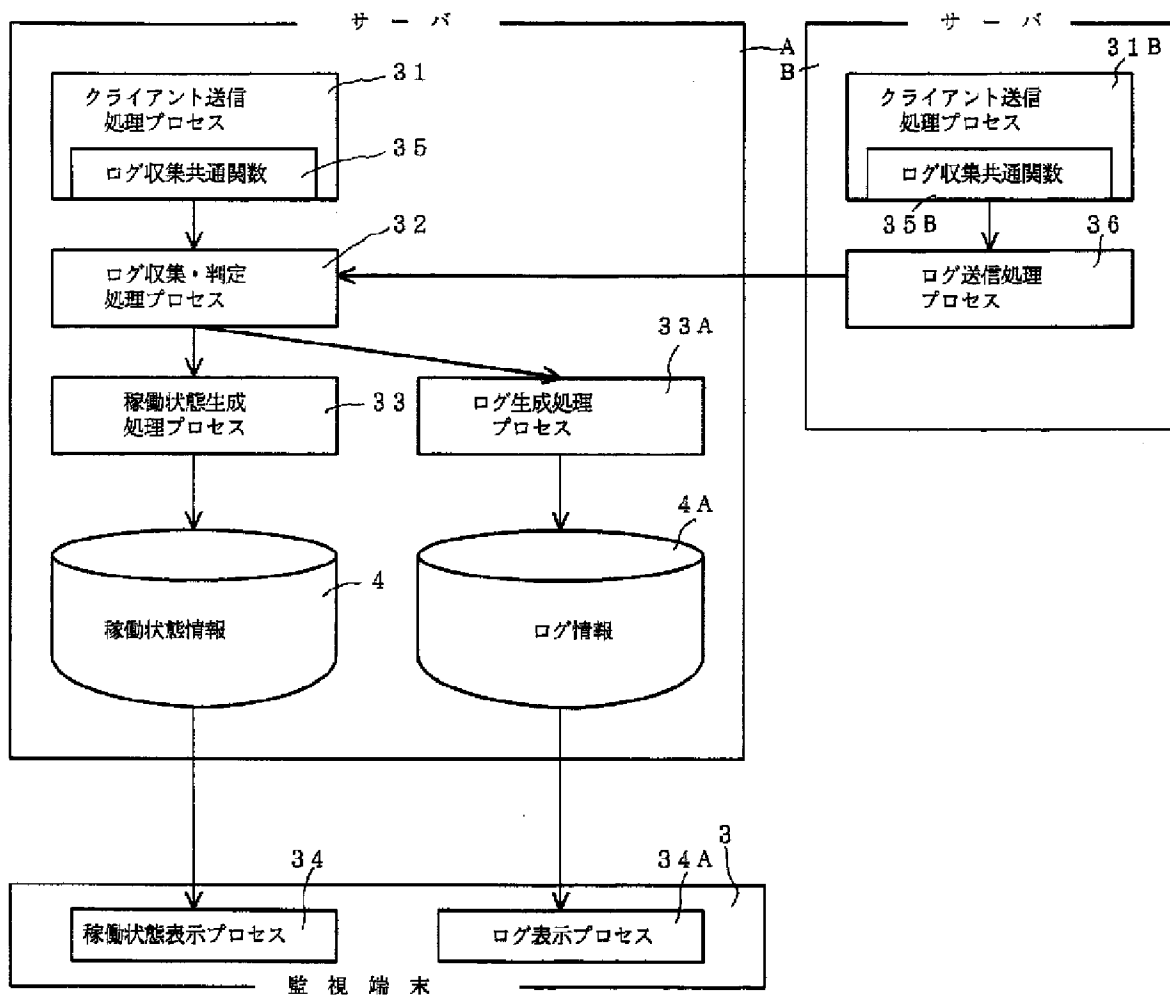 サーバ
サーバ
A
B
31
クライアント送信
処理プロセス
35
ログ収集共通関数
31B
クライアント送信
処理プロセス
ログ収集共通関数
35B
32
ログ収集・判定
処理プロセス
36
ログ送信処理
プロセス
33A
稼働状態生成
処理プロセス
33
ログ生成処理
プロセス
4A
4
稼働状態情報
ログ情報
34
34A
3
稼働状態表示プロセス
ログ表示プロセス
監視端末